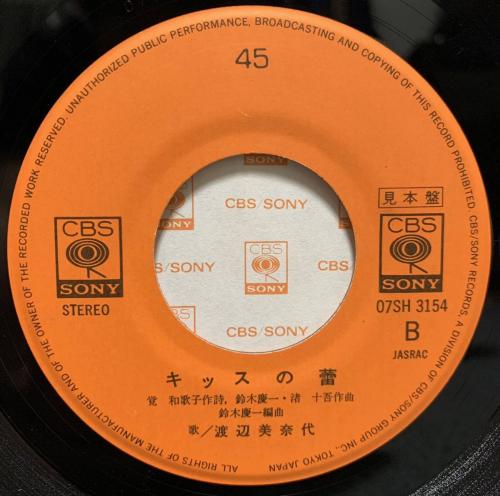 ALL RIGHTS OF THE MANUFACTURER AND OF THE OWNER OF THE RECORDED WORK RESERVED. UNAUTHORIZED PUBLIC PERFORMANCE, BROADCASTING AND COPYING OF THIS RECORD PROHIBITED. CBS/SONY RECORDS, A DIVISION OF CBS/SONY GROUP INC., TOKYO JAPAN
45
SONY
CBS/SONY
CBS
SONY
STEREO
見本盤
CBS
SONY
07SH 3154
B
JASRAC
SONY
CBS
SONY
CBS/SONY
キッスの蕾
覚 和歌子作詩, 鈴木慶一・渚 十吾作曲
鈴木慶一編曲
歌/渡辺美奈代